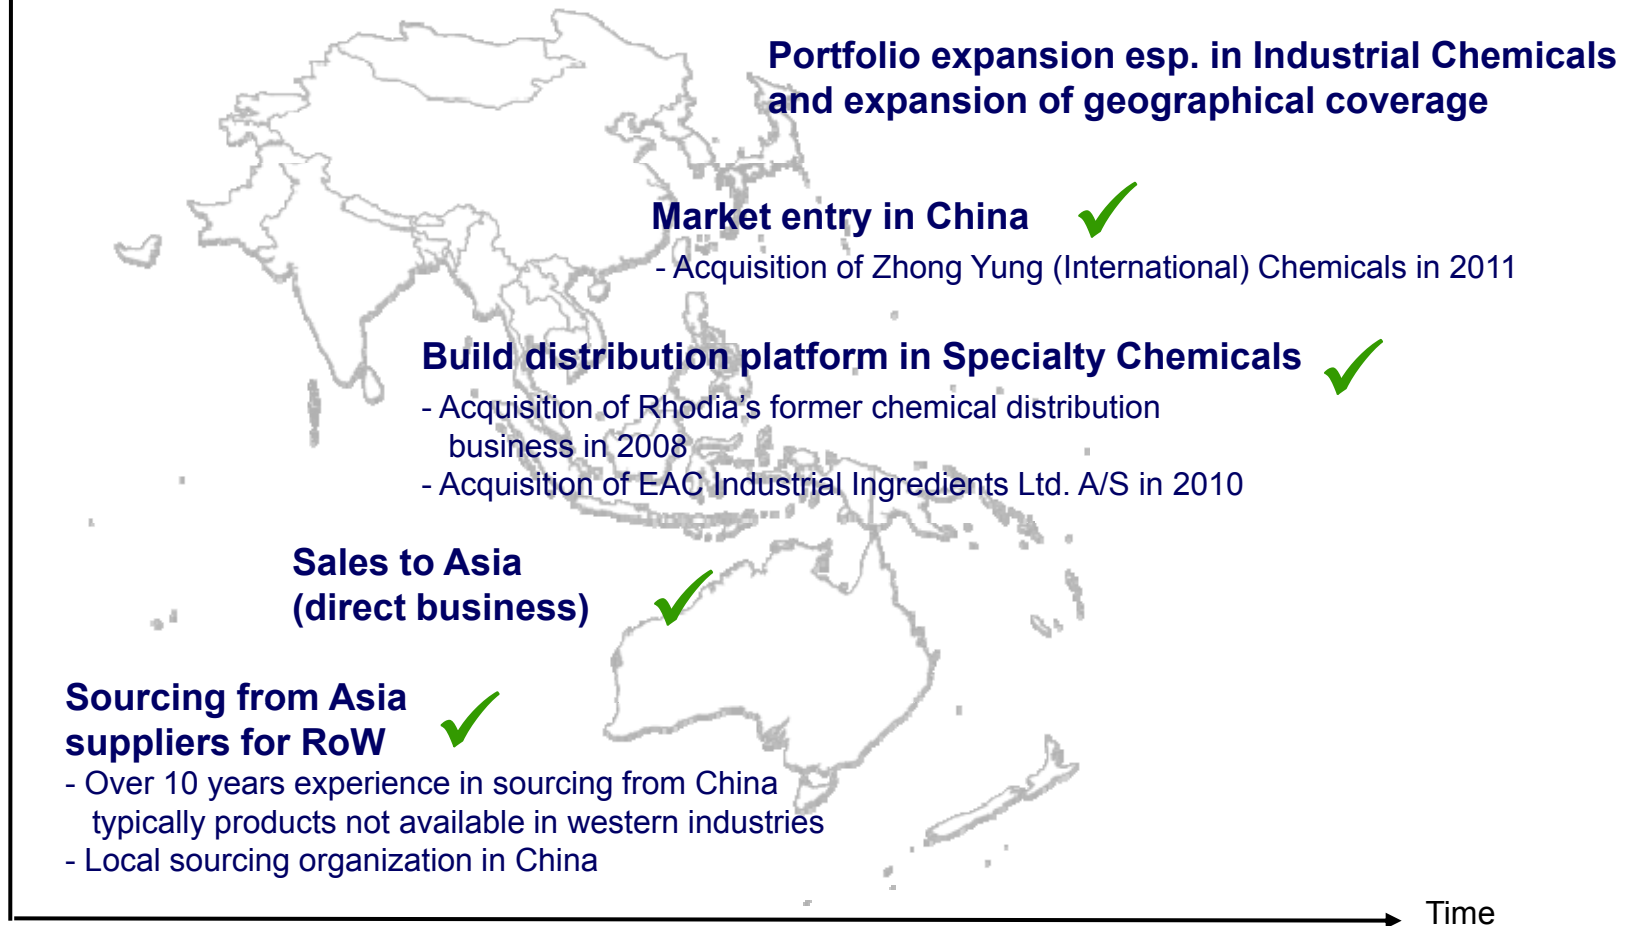 Portfolio expansion esp. in Industrial Chemicals
and expansion of geographical coverage
Market entry in China
- Acquisition of Zhong Yung (International) Chemicals in 2011
Build distribution platform in Specialty Chemicals
- Acquisition of Rhodia's former chemical distribution
business in 2008
- Acquisition of EAC Industrial Ingredients Ltd. A/S in 2010
Sales to Asia
(direct business)
Sourcing from Asia
suppliers for RoW
- Over 10 years experience in sourcing from China
typically products not available in western industries
- Local sourcing organization in China
Time